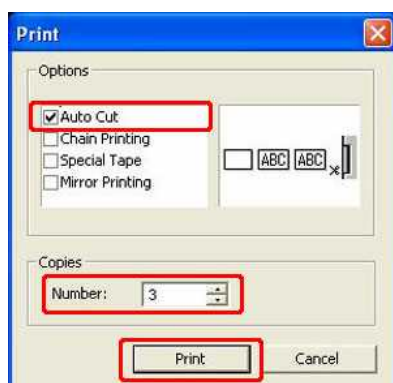 Print
Options
Auto Cut
Chain Printing
Special Tape
Mirror Printing
ABC ABC
Copies
Number: 3
Print Cancel